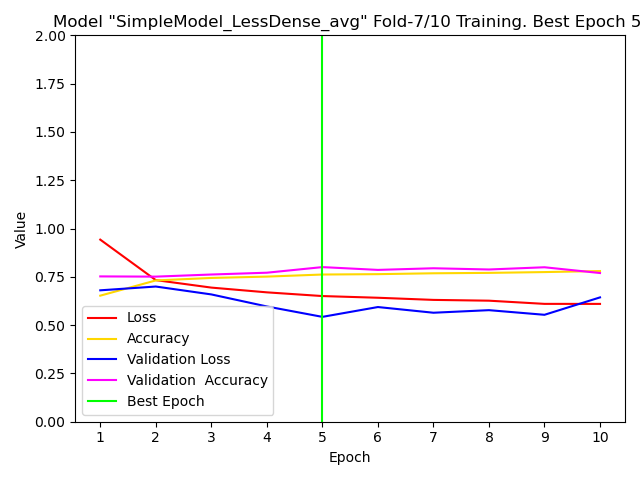 Model "SimpleModel_LessDense_avg" Fold-7/10 Training. Best Epoch 5
2.00
1.75
1.50
1.25
1.00
0.75
0.50
0.25
0.00
Value
Loss
Accuracy
Validation Loss
Validation  Accuracy
Best Epoch
1 2 3 4 5 6 7 8 9 10
Epoch